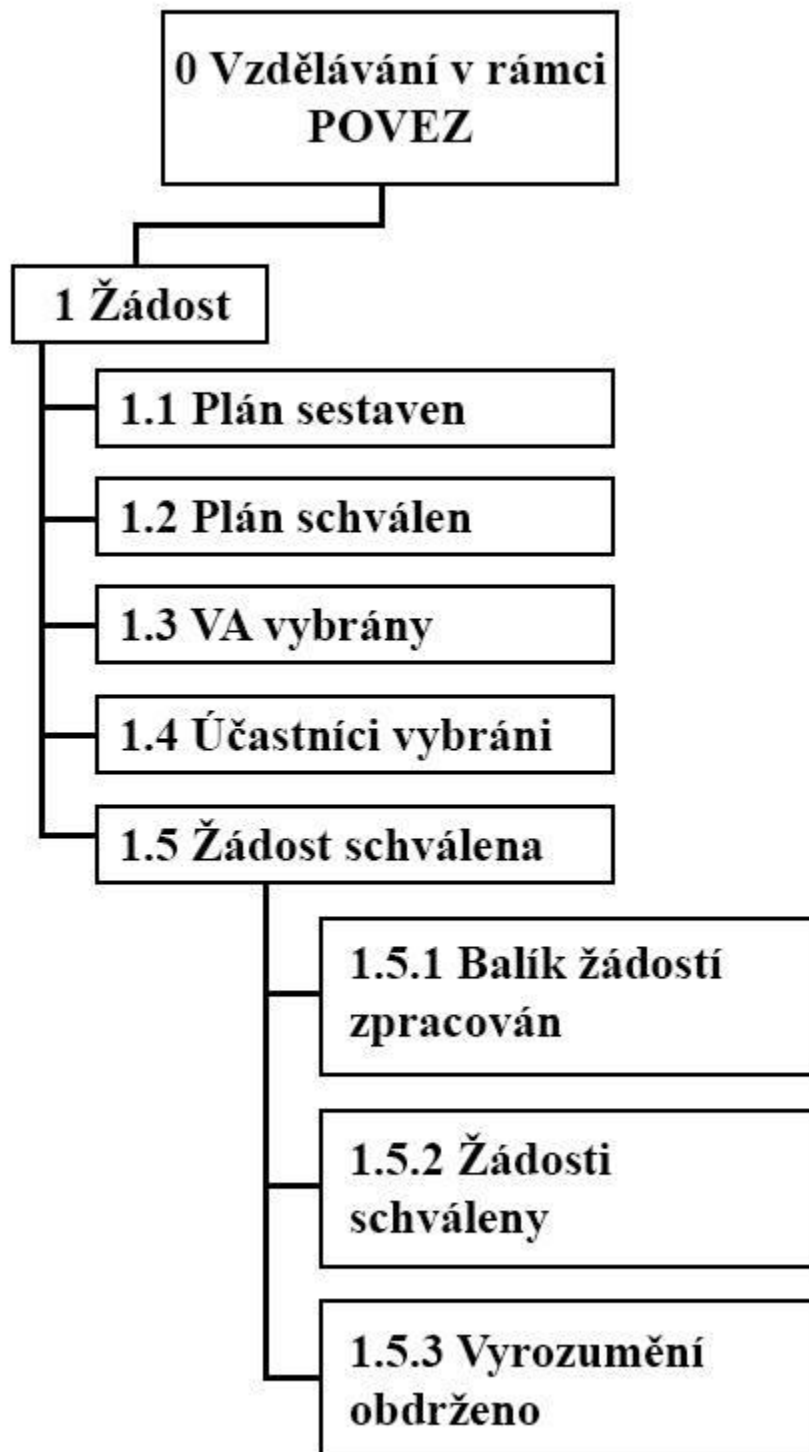 0 Vzdělávání v rámci
POVEZ
1 Žádost
1.1 Plán sestaven
1.2 Plán schválen
1.3 VA vybrány
1.4 Účastníci vybráni
1.5 Žádost schválena
1.5.1 Balík žádostí
zpracován
1.5.2 Žádosti
schváleny
1.5.3 Vyrozumění
obdrženo